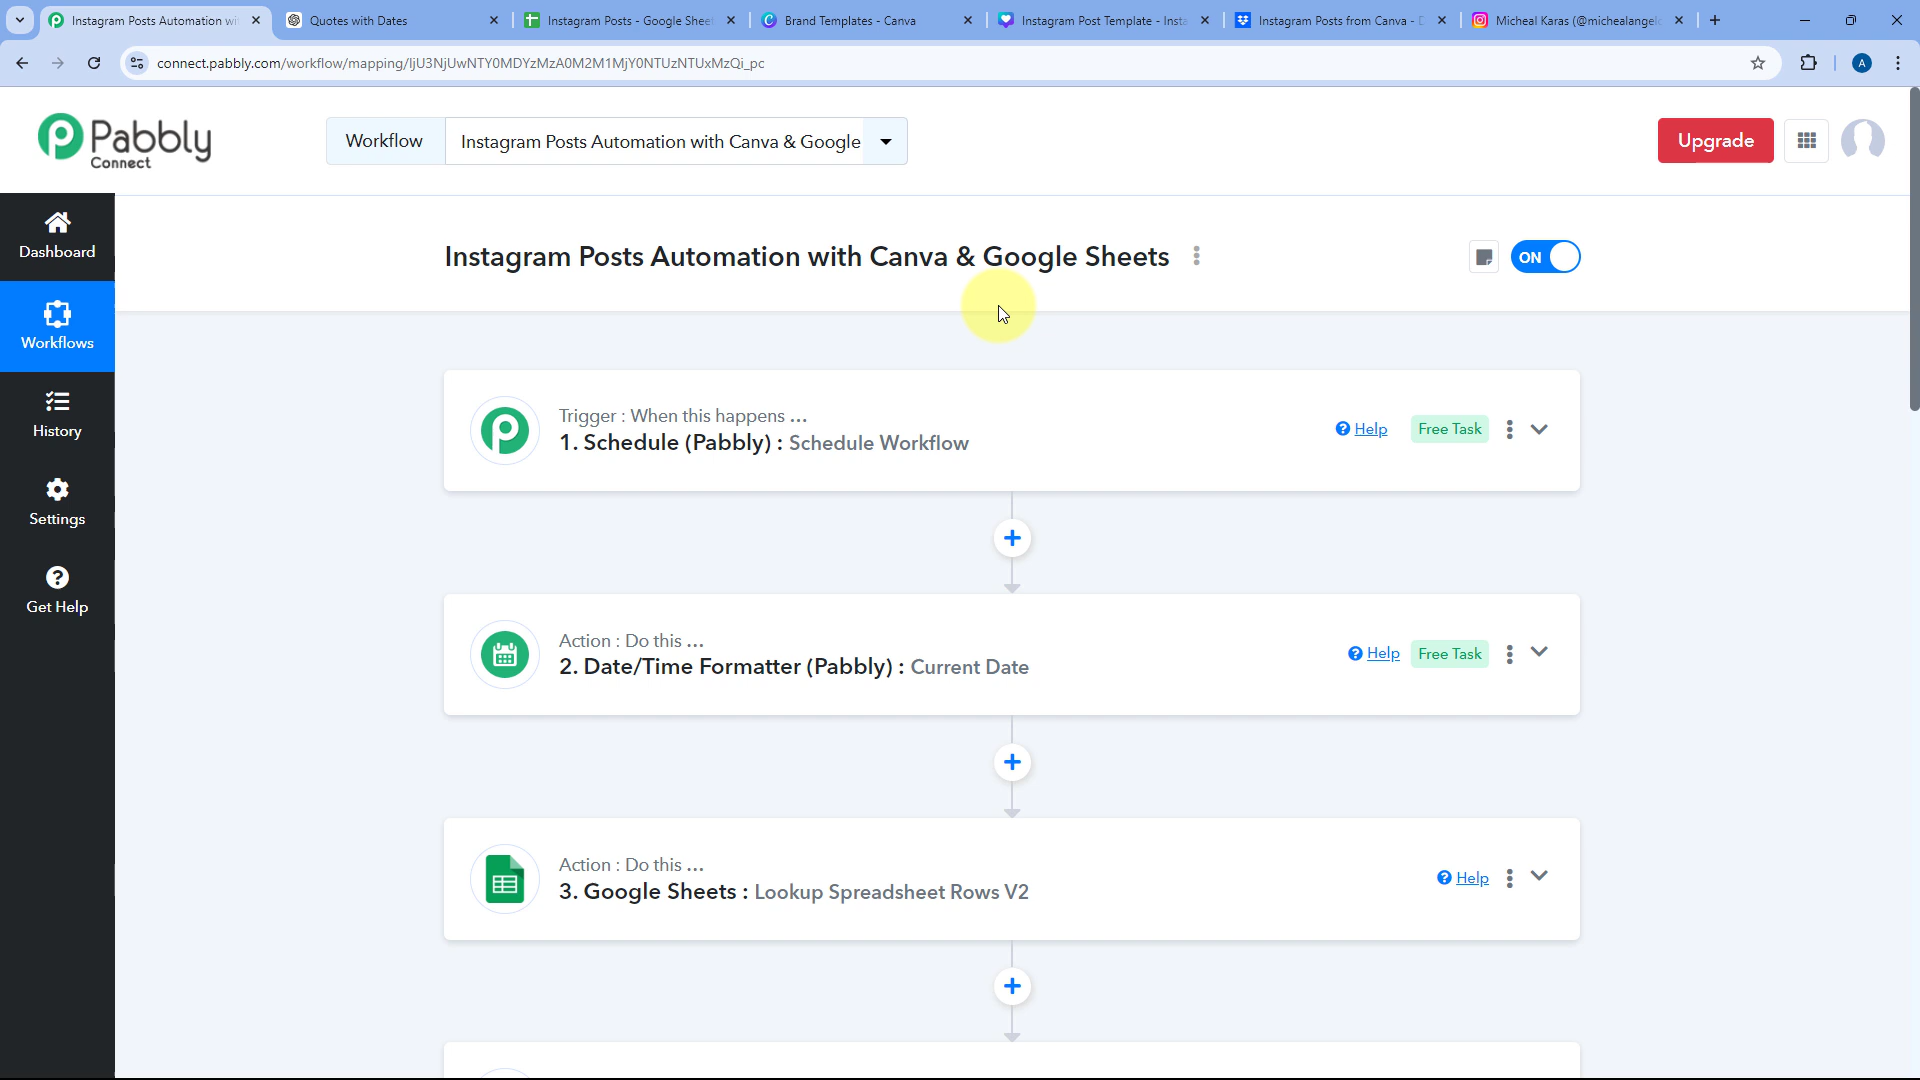 Instagram Posts Automation wi
Quotes with Dates
Instagram Posts - Google Shee
Brand Templates - Canva
Instagram Post Template - Insta
Instagram Posts from Canva - D
Micheal Karas (@michealangelo
connect.pabbly.com/workflow/mapping/IjU3NjUwNTY0MDYzMzA0M2M1MjY0NTUzNTUxMzQi_pc
A
Pabbly
Connect
Workflow
Instagram Posts Automation with Canva & Google
Upgrade
Dashboard
Workflows
History
Settings
Get Help
Instagram Posts Automation with Canva & Google Sheets
ON
Trigger : When this happens ...
1. Schedule (Pabbly) : Schedule Workflow
Help
Free Task
Action : Do this ...
2. Date/Time Formatter (Pabbly) : Current Date
Help
Free Task
Action : Do this ...
3. Google Sheets : Lookup Spreadsheet Rows V2
Help